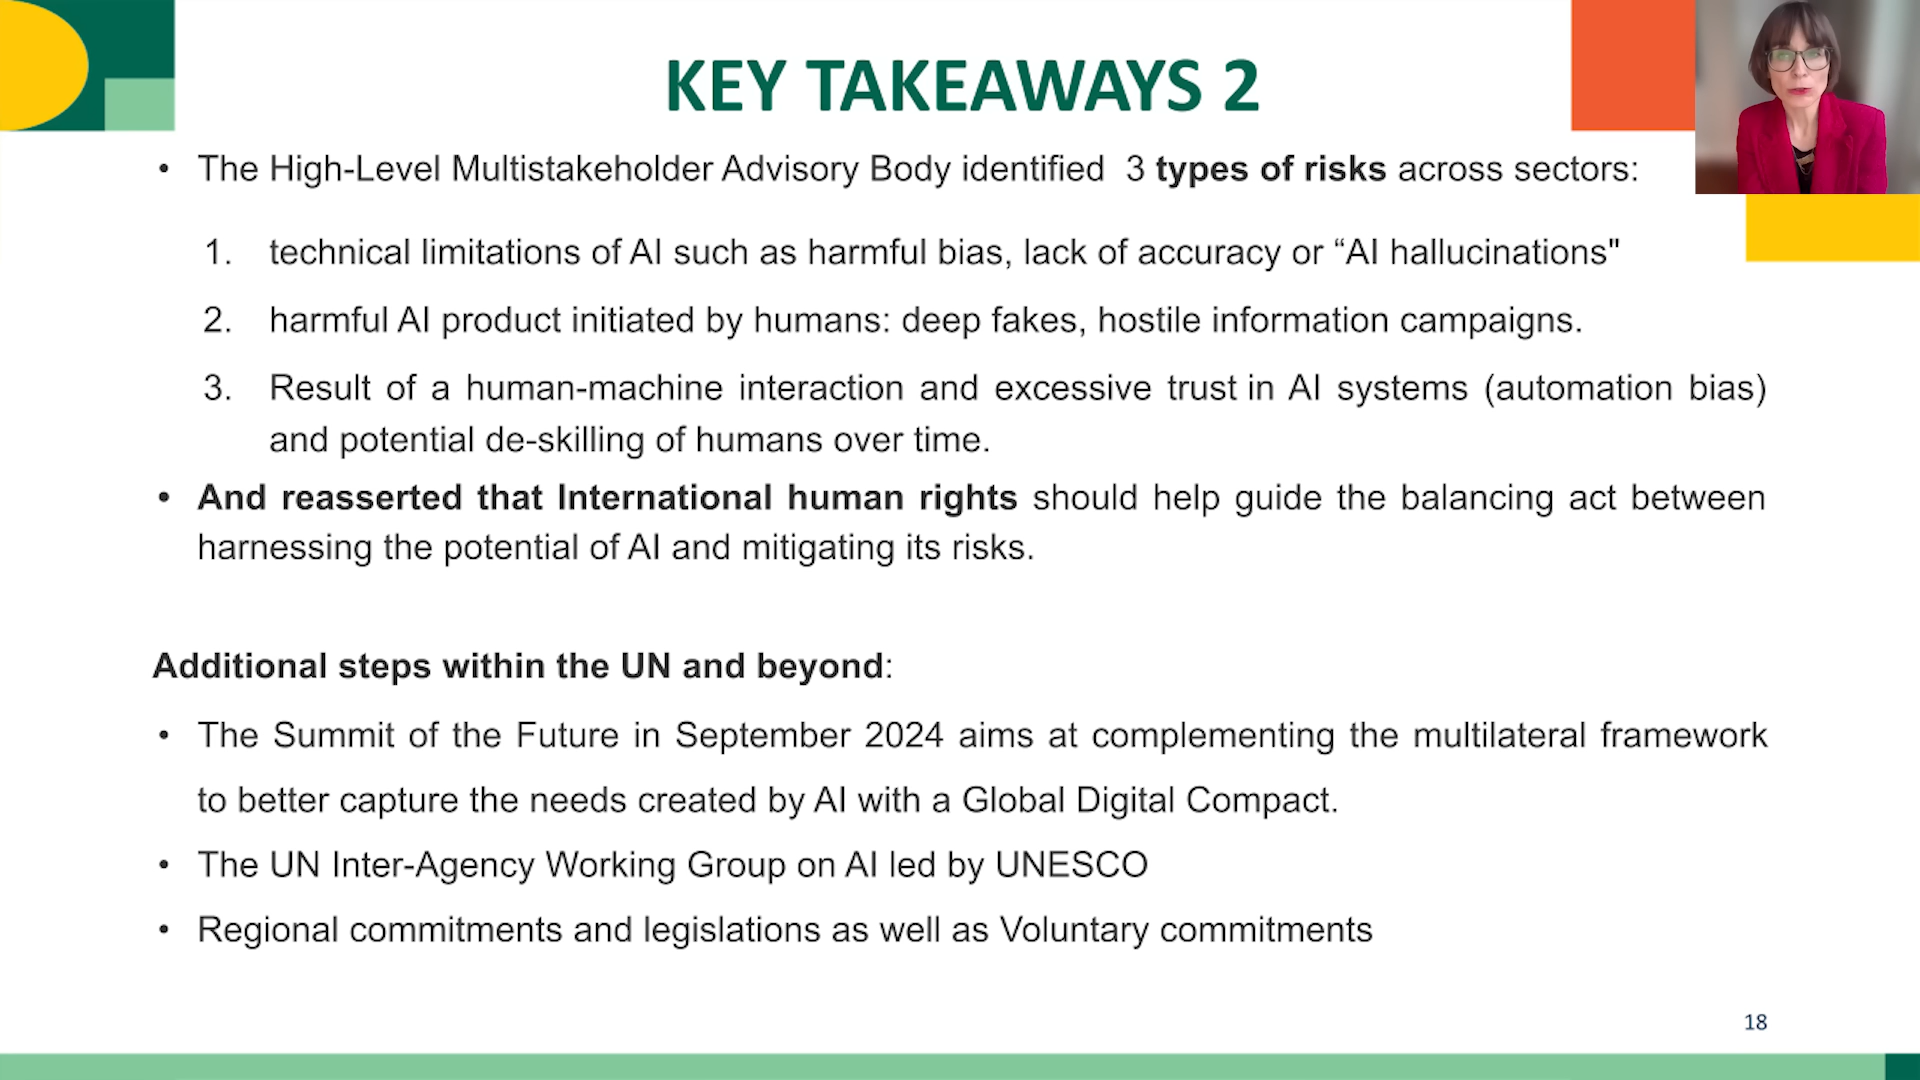 KEY TAKEAWAYS 2
• The High-Level Multistakeholder Advisory Body identified  3 types of risks across sectors:
1. technical limitations of AI such as harmful bias, lack of accuracy or “AI hallucinations"
2. harmful AI product initiated by humans: deep fakes, hostile information campaigns.
3. Result of a human-machine interaction and excessive trust in AI systems (automation bias)
and potential de-skilling of humans over time.
• And reasserted that International human rights should help guide the balancing act between
harnessing the potential of AI and mitigating its risks.
Additional steps within the UN and beyond:
• The Summit of the Future in September 2024 aims at complementing the multilateral framework
to better capture the needs created by AI with a Global Digital Compact.
• The UN Inter-Agency Working Group on AI led by UNESCO
• Regional commitments and legislations as well as Voluntary commitments
18